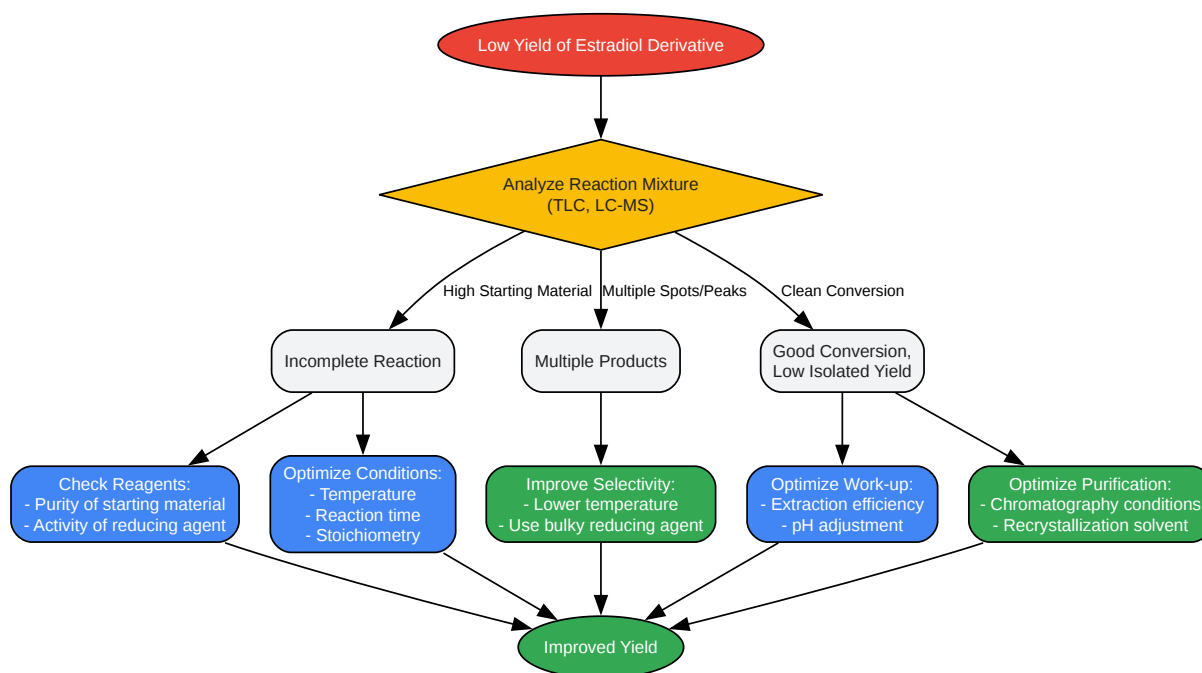 Low Yield of Estradiol Derivative
Analyze Reaction Mixture
(TLC, LC-MS)
High Starting Material
Multiple Spots/Peaks
Clean Conversion
Incomplete Reaction
Multiple Products
Good Conversion,
Low Isolated Yield
Check Reagents:
- Purity of starting material
- Activity of reducing agent
Optimize Conditions:
- Temperature
- Reaction time
- Stoichiometry
Improve Selectivity:
- Lower temperature
- Use bulky reducing agent
Optimize Work-up:
- Extraction efficiency
- pH adjustment
Optimize Purification:
- Chromatography conditions
- Recrystallization solvent
Improved Yield